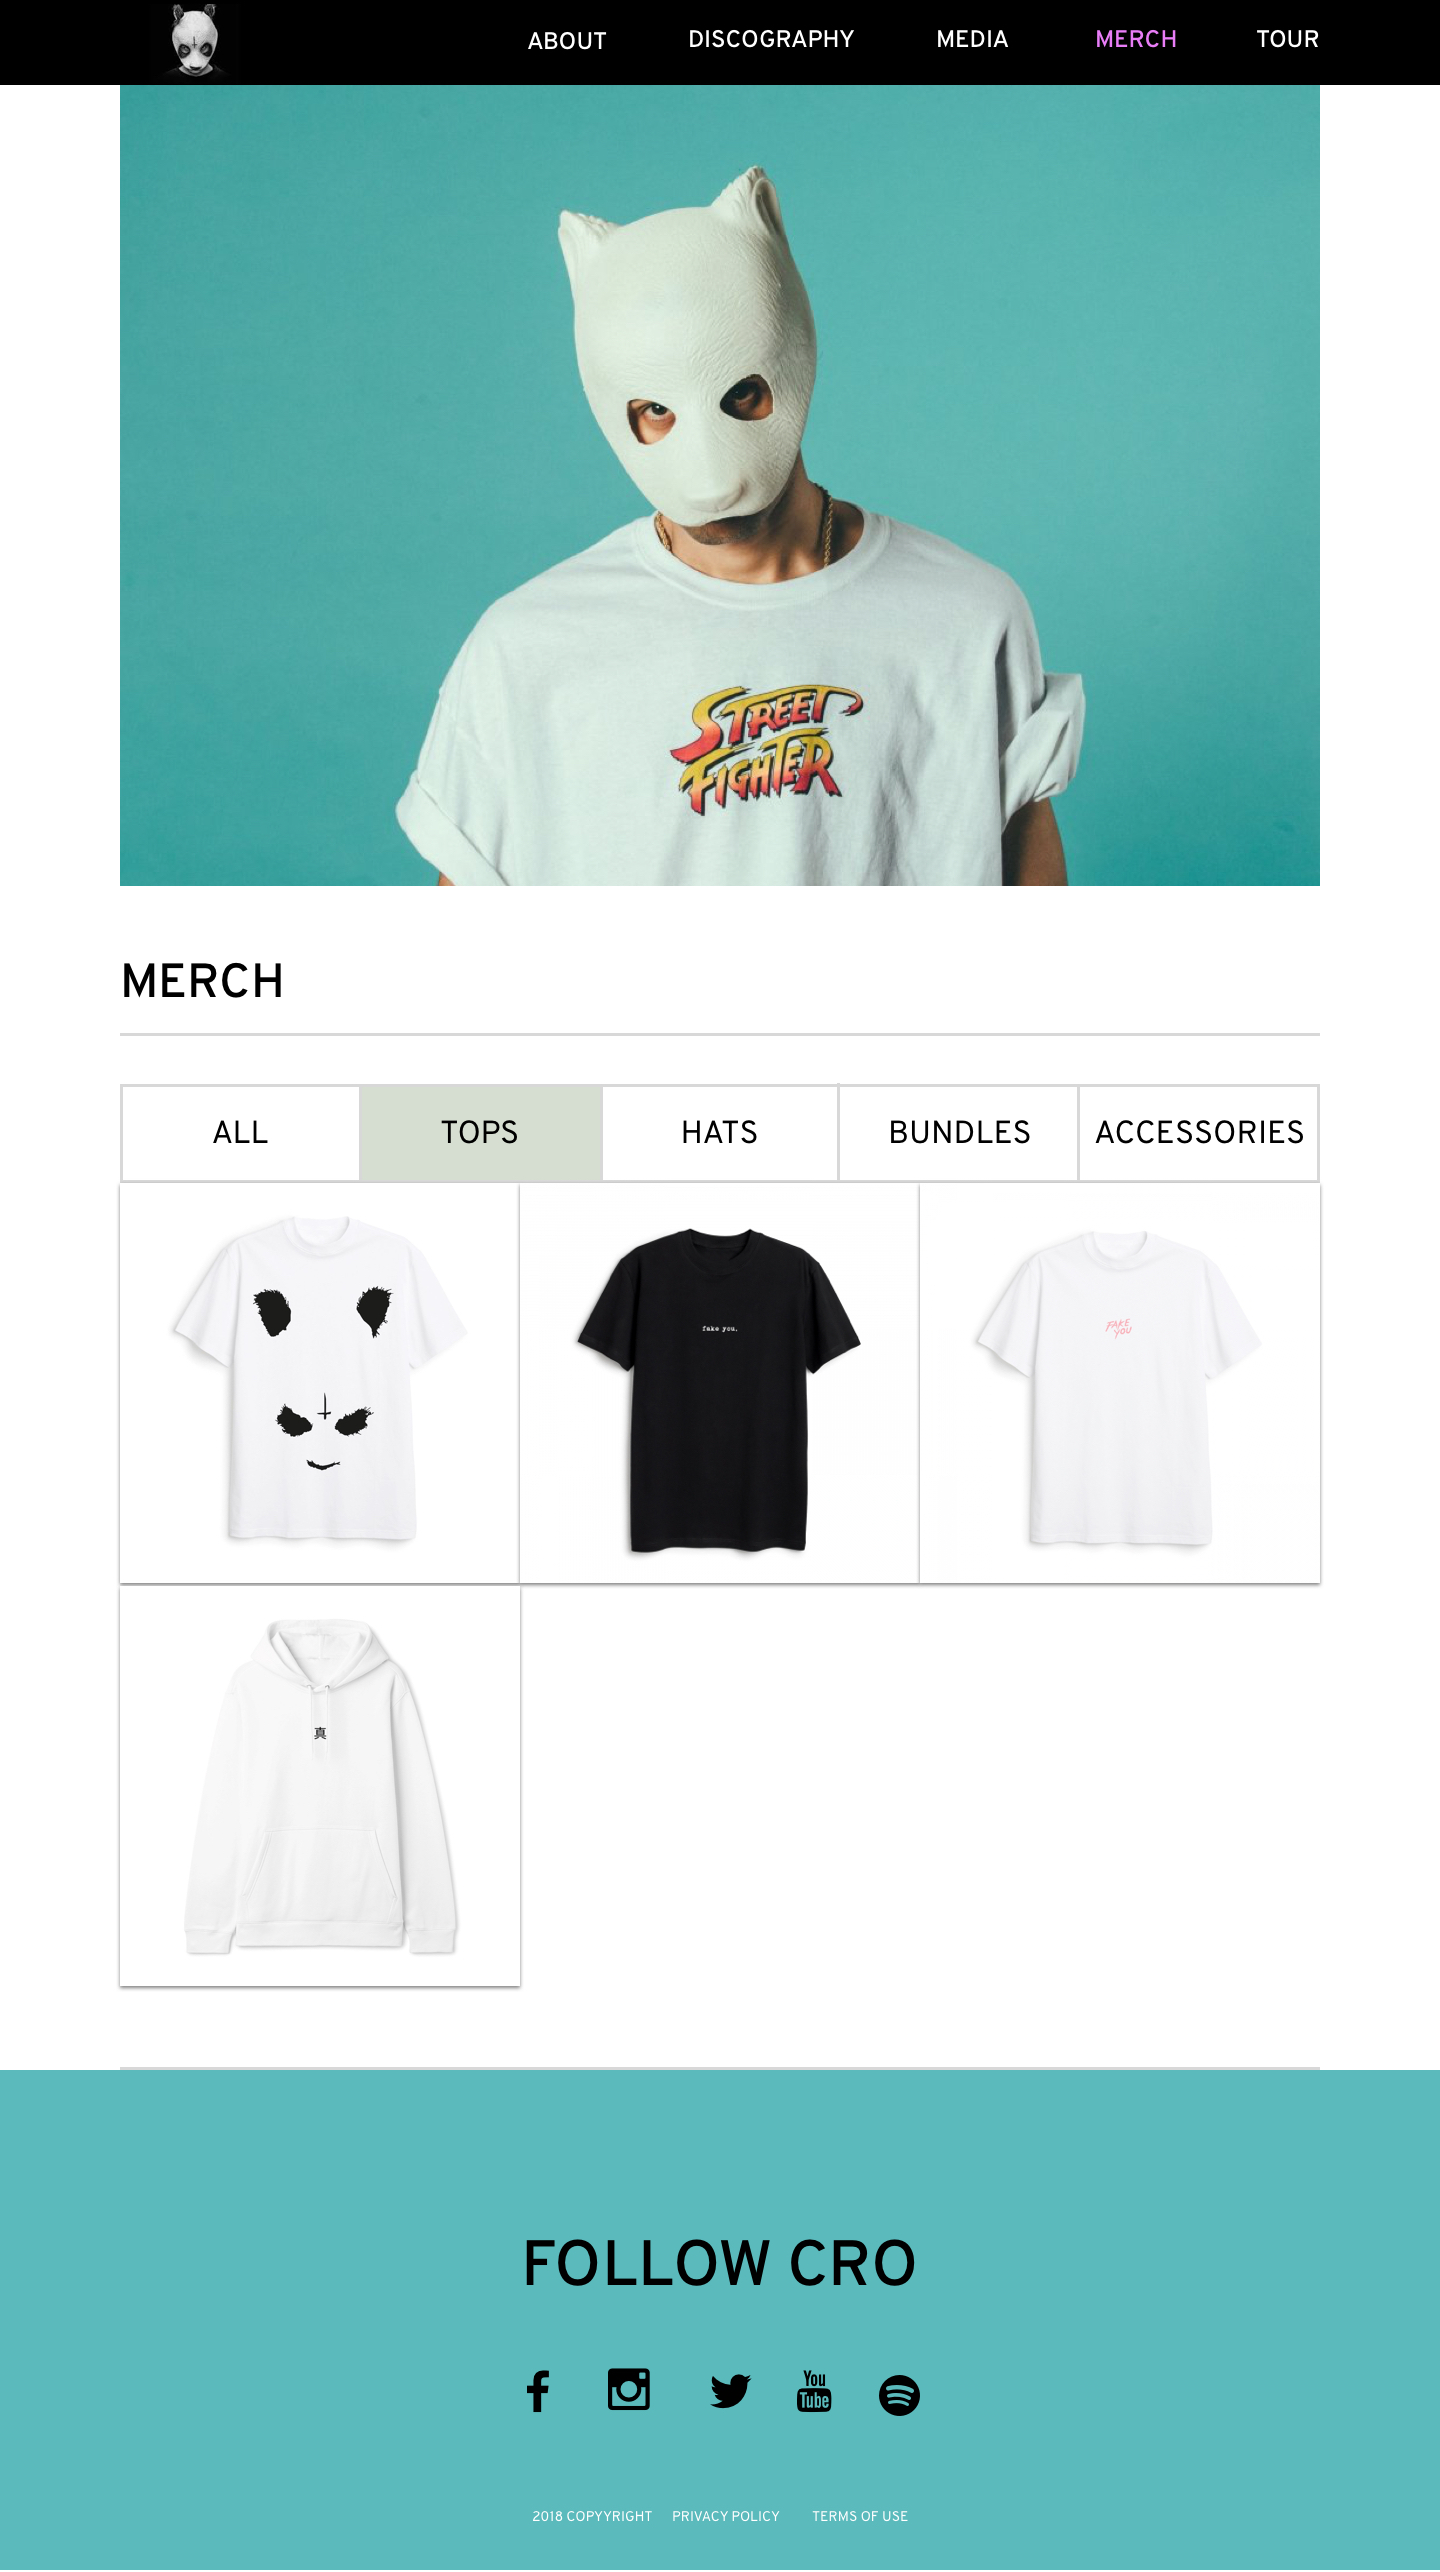 ABOUT DISCOGRAPHY MEDIA MERCH TOUR
STREET
FIGHTER
MERCH
ALL TOPS HATS BUNDLES ACCESSORIES
fake you.
FAKE
YOU
真
FOLLOW CRO
You
Tube
2018 COPYYRIGHT PRIVACY POLICY TERMS OF USE